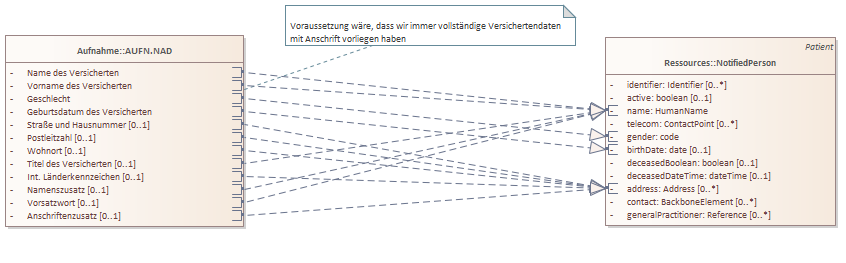 Voraussetzung wäre, dass wir immer vollständige Versichertendaten
mit Anschrift vorliegen haben
Aufnahme::AUFN.NAD
- Name des Versicherten
- Vorname des Versicherten
- Geschlecht
- Geburtsdatum des Versicherten
- Straße und Hausnummer [0..1]
- Postleitzahl [0..1]
- Wohnort [0..1]
- Titel des Versicherten [0..1]
- Int. Länderkennzeichen [0..1]
- Namenszusatz [0..1]
- Vorsatzwort [0..1]
- Anschriftenzusatz [0..1]
Patient
Ressources::NotifiedPerson
- identifier: Identifier [0..*]
- active: boolean [0..1]
- name: HumanName
- telecom: ContactPoint [0..*]
- gender: code
- birthDate: date [0..1]
- deceasedBoolean: boolean [0..1]
- deceasedDateTime: dateTime [0..1]
- address: Address [0..*]
- contact: BackboneElement [0..*]
- generalPractitioner: Reference [0..*]